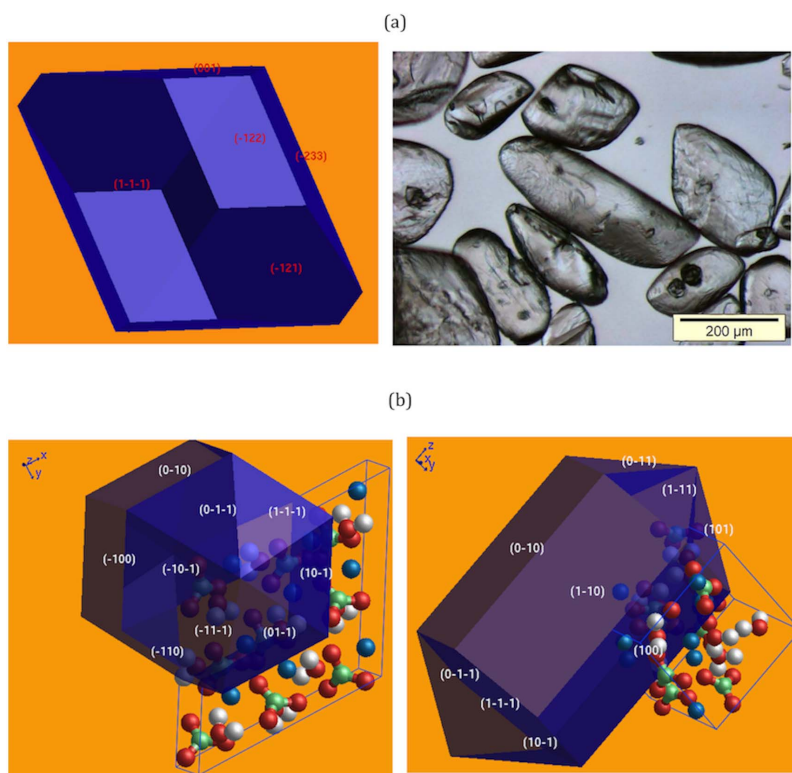 (a)
(001)
(-122)
(-233)
(1-1-1)
(-121)
200 µm
(b)
z x
y
(0-10)
(0-1-1)
(1-1-1)
(-100)
(-10-1)
(10-1)
(-11-1)
(01-1)
(-110)
z
x
y
(0-11)
(1-11)
(101)
(0-10)
(1-10)
(100)
(0-1-1)
(1-1-1)
(10-1)